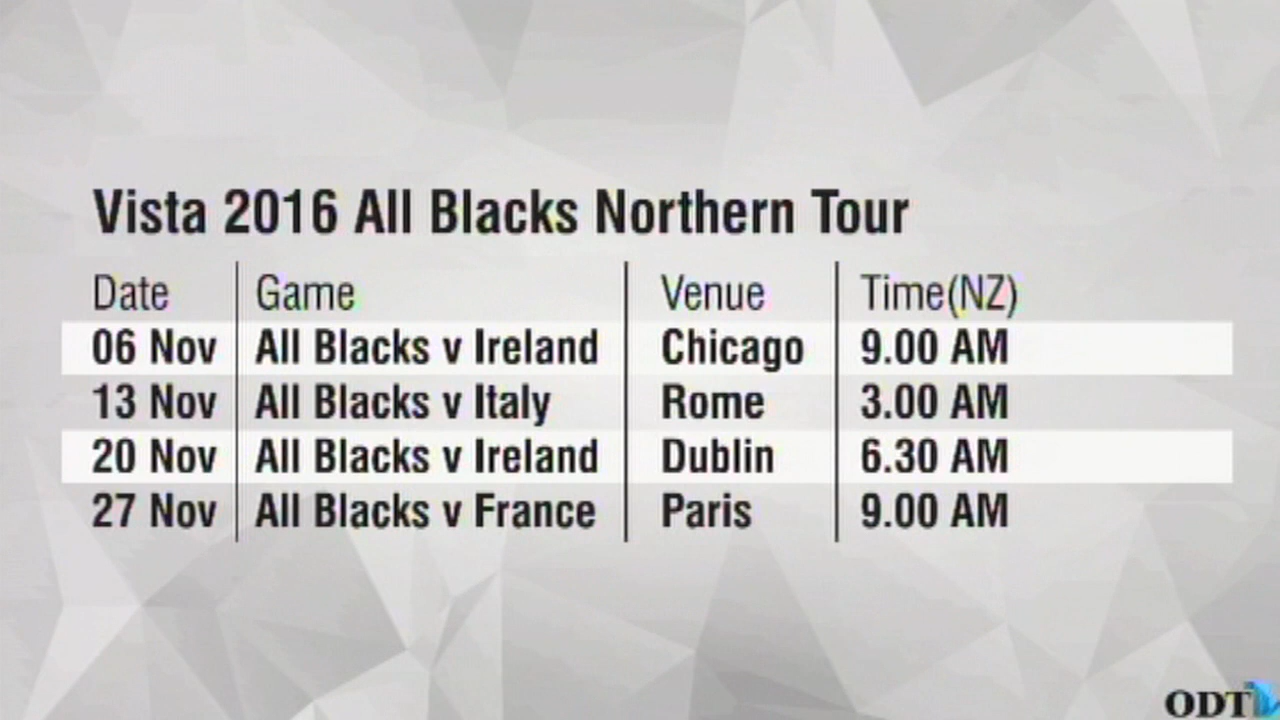 Vista 2016 All Blacks Northern Tour
Date Game Venue Time(NZ)
06 Nov All Blacks v Ireland Chicago 9.00 AM
13 Nov All Blacks v Italy Rome 3.00 AM
20 Nov All Blacks v Ireland Dublin 6.30 AM
27 Nov All Blacks v France Paris 9.00 AM
ODT